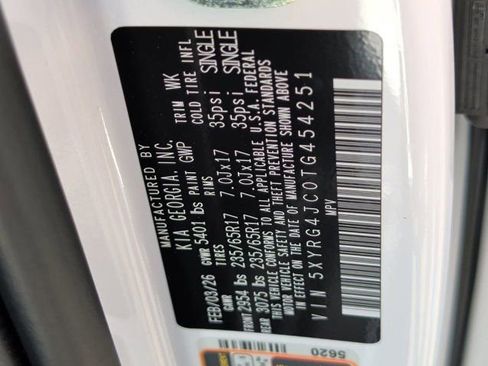 MANUFACTURED BY
KIA GEORGIA, INC.
FEB/03/26 GVWR 5401 lbs PAINT GWP TRIM WK
GAWR TIRES RIMS COLD TIRE INFL
FRONT 2954 lbs 235/65R17 7.0Jx17 35psi SINGLE
REAR 3075 lbs 235/65R17 7.0Jx17 35psi SINGLE
THIS VEHICLE CONFORMS TO ALL APPLICABLE U.S.A. FEDERAL
MOTOR VEHICLE SAFETY AND THEFT PREVENTION STANDARDS
IN EFFECT ON THE DATE OF MANUFACTURE SHOWN ABOVE
VIN 5XYRG4JC0TG454251
MPV
5620